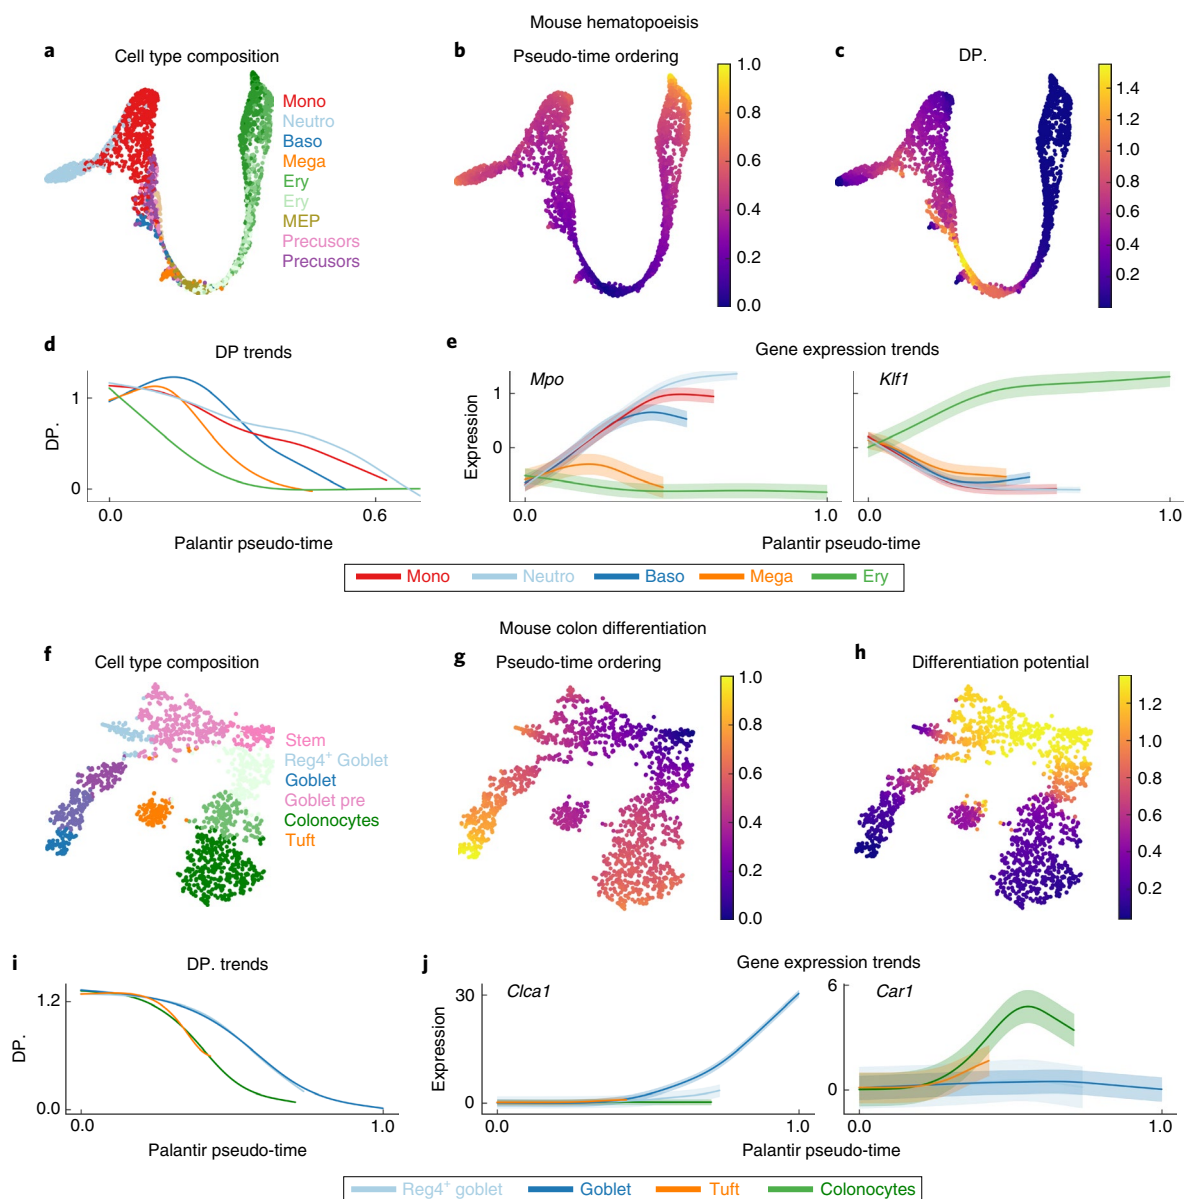 Mouse hematopoeisis
a
Cell type composition
Mono
Neutro
Baso
Mega
Ery
Ery
MEP
Precusors
Precusors
b
Pseudo-time ordering
1.0
0.8
0.6
0.4
0.2
0.0
c
DP.
1.4
1.2
1.0
0.8
0.6
0.4
0.2
d
DP trends
DP.
1
0
0.0
0.6
Palantir pseudo-time
e
Gene expression trends
Mpo
Expression
1
0
0.0
1.0
Klf1
0.0
1.0
Palantir pseudo-time
Mono Neutro Baso Mega Ery
Mouse colon differentiation
f
Cell type composition
Stem
Reg4⁺ Goblet
Goblet
Goblet pre
Colonocytes
Tuft
g
Pseudo-time ordering
1.0
0.8
0.6
0.4
0.2
0.0
h
Differentiation potential
1.2
1.0
0.8
0.6
0.4
0.2
i
DP. trends
DP.
1.2
0.0
0.0
1.0
Palantir pseudo-time
j
Gene expression trends
Clca1
Expression
30
0
0.0
1.0
Car1
6
0
0.0
1.0
Palantir pseudo-time
Reg4⁺ goblet Goblet Tuft Colonocytes